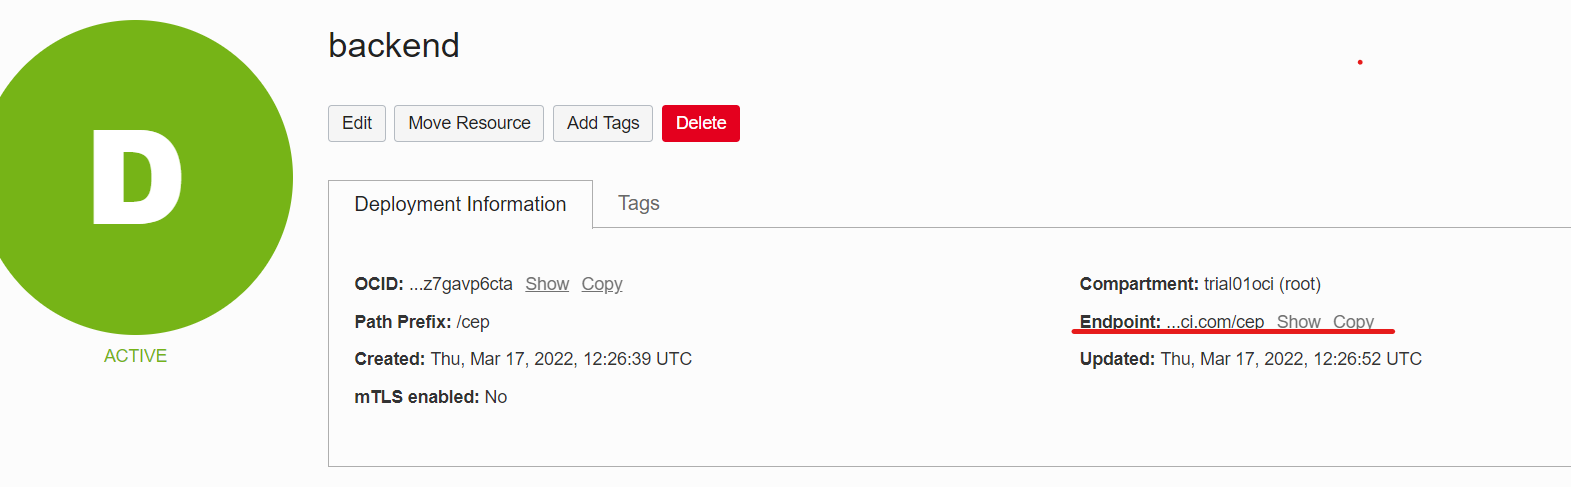 backend
D
Edit Move Resource Add Tags Delete
Deployment Information Tags
OCID: ...z7gavp6cta Show Copy
Compartment: trial01oci (root)
Path Prefix: /cep
Endpoint: ...ci.com/cep Show Copy
Created: Thu, Mar 17, 2022, 12:26:39 UTC
Updated: Thu, Mar 17, 2022, 12:26:52 UTC
ACTIVE
mTLS enabled: No